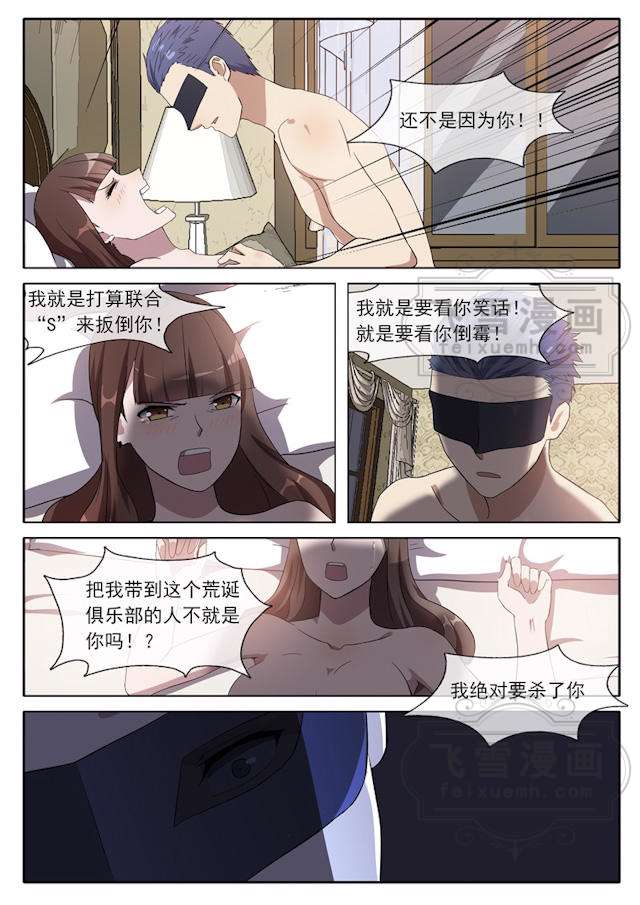 还不是因为你！！
我就是打算联合
“S”来扳倒你！
我就是要看你笑话！
就是要看你倒霉！
飞雪漫画
feixuemh.com
把我带到这个荒诞
俱乐部的人不就是
你吗！？
我绝对要杀了你
飞雪漫画
feixuemh.com